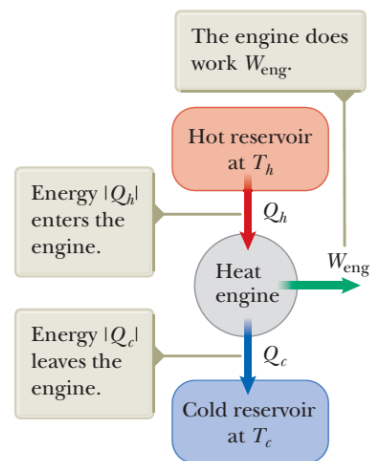 The engine does
work W_eng.
Hot reservoir
at T_h
Energy |Q_h|
enters the
engine.
Q_h
Heat
engine
W_eng
Energy |Q_c|
leaves the
engine.
Q_c
Cold reservoir
at T_c